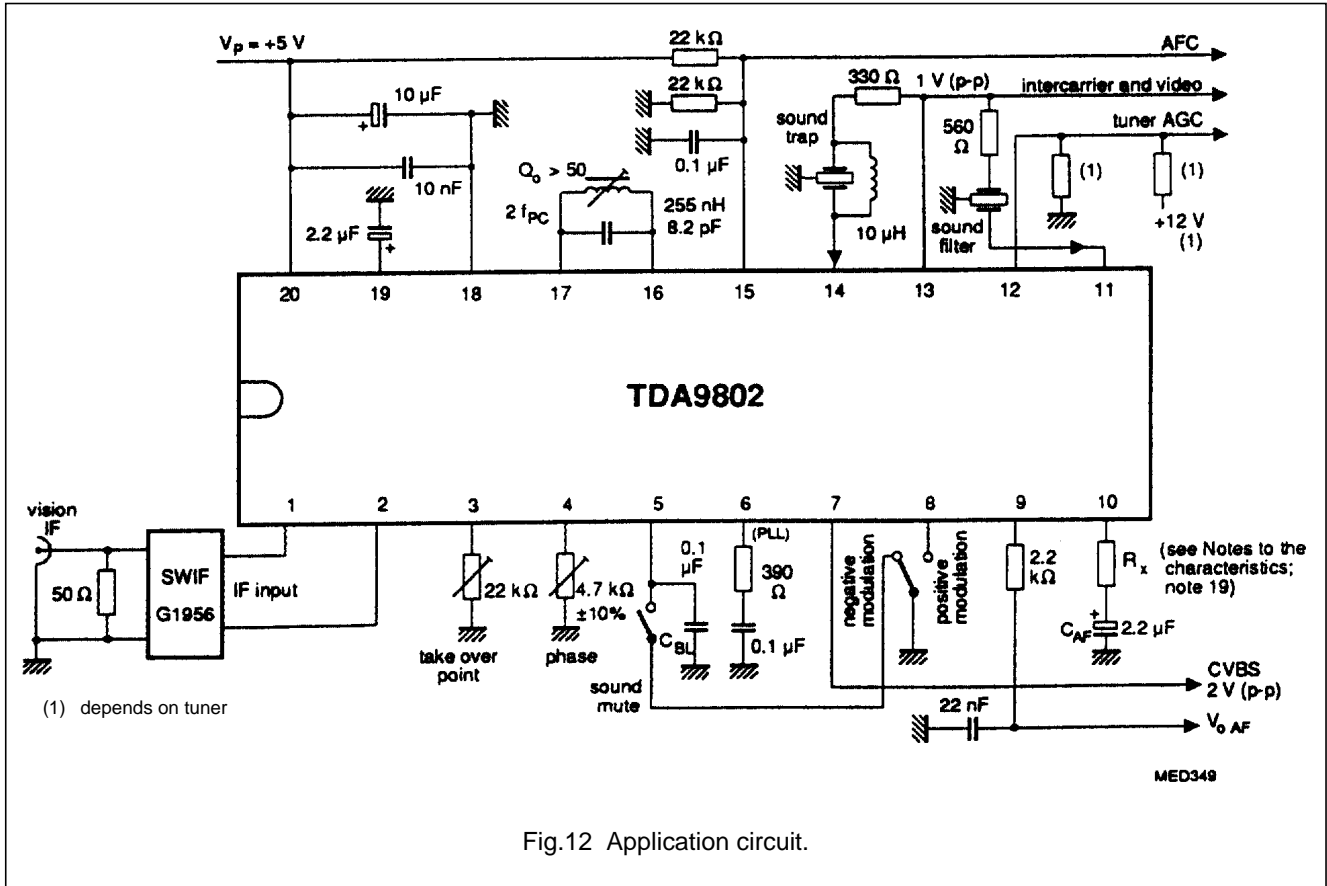 Vp = +5 V
22 kΩ
AFC
22 kΩ
330 Ω
1 V (p-p)
intercarrier and video
10 μF
+
sound
trap
560
Ω
tuner AGC
Qo > 50
0.1 μF
(1)
(1)
10 nF
2.2 μF
+
2 fPC
255 nH
8.2 pF
10 μH
sound
filter
+12 V
(1)
20
19
18
17
16
15
14
13
12
11
TDA9802
1
2
3
4
5
6
7
8
9
10
vision
IF
50 Ω
SWIF
G1956
IF input
22 kΩ
take over
point
4.7 kΩ
±10%
phase
0.1
μF
CBL
sound
mute
(PLL)
390
Ω
0.1 μF
negative
modulation
positive
modulation
2.2
kΩ
Rx
(see Notes to the
characteristics;
note 19)
+
CAF
2.2 μF
CVBS
2 V (p-p)
22 nF
Vo AF
(1) depends on tuner
MED349
Fig.12 Application circuit.